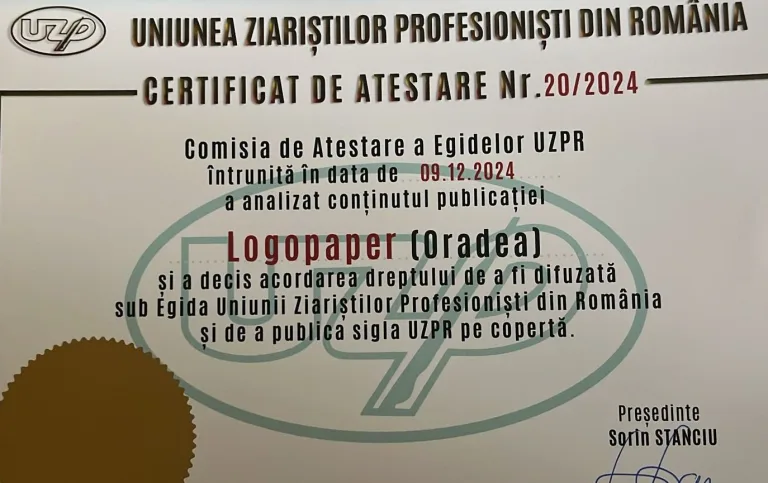 UZP UNIUNEA ZIARIȘTILOR PROFESIONIȘTI DIN ROMÂNIA
CERTIFICAT DE ATESTARE Nr.20/2024
Comisia de Atestare a Egidelor UZPR
întrunită în data de 09.12.2024
a analizat conținutul publicației
Logopaper (Oradea)
și a decis acordarea dreptului de a fi difuzată
sub Egida Uniunii Ziariștilor Profesioniști din România
și de a publica sigla UZPR pe copertă.
UZP
Președinte
Sorin STANCIU